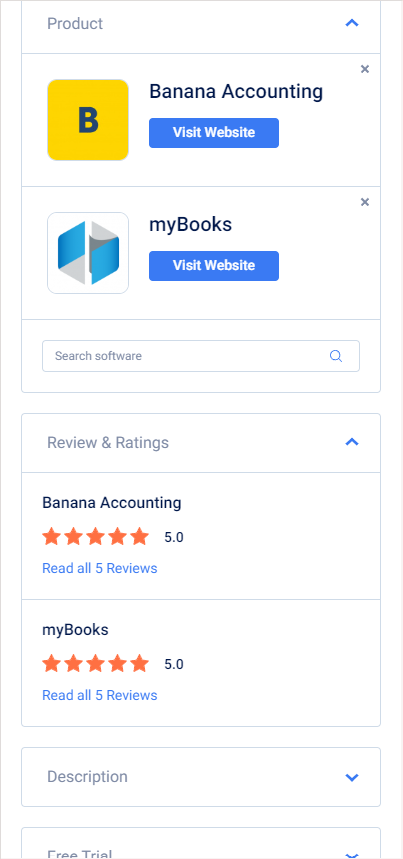 Product
×
B
Banana Accounting
Visit Website
×
myBooks
Visit Website
Search software
Review & Ratings
Banana Accounting
5.0
Read all 5 Reviews
myBooks
5.0
Read all 5 Reviews
Description
Free Trial